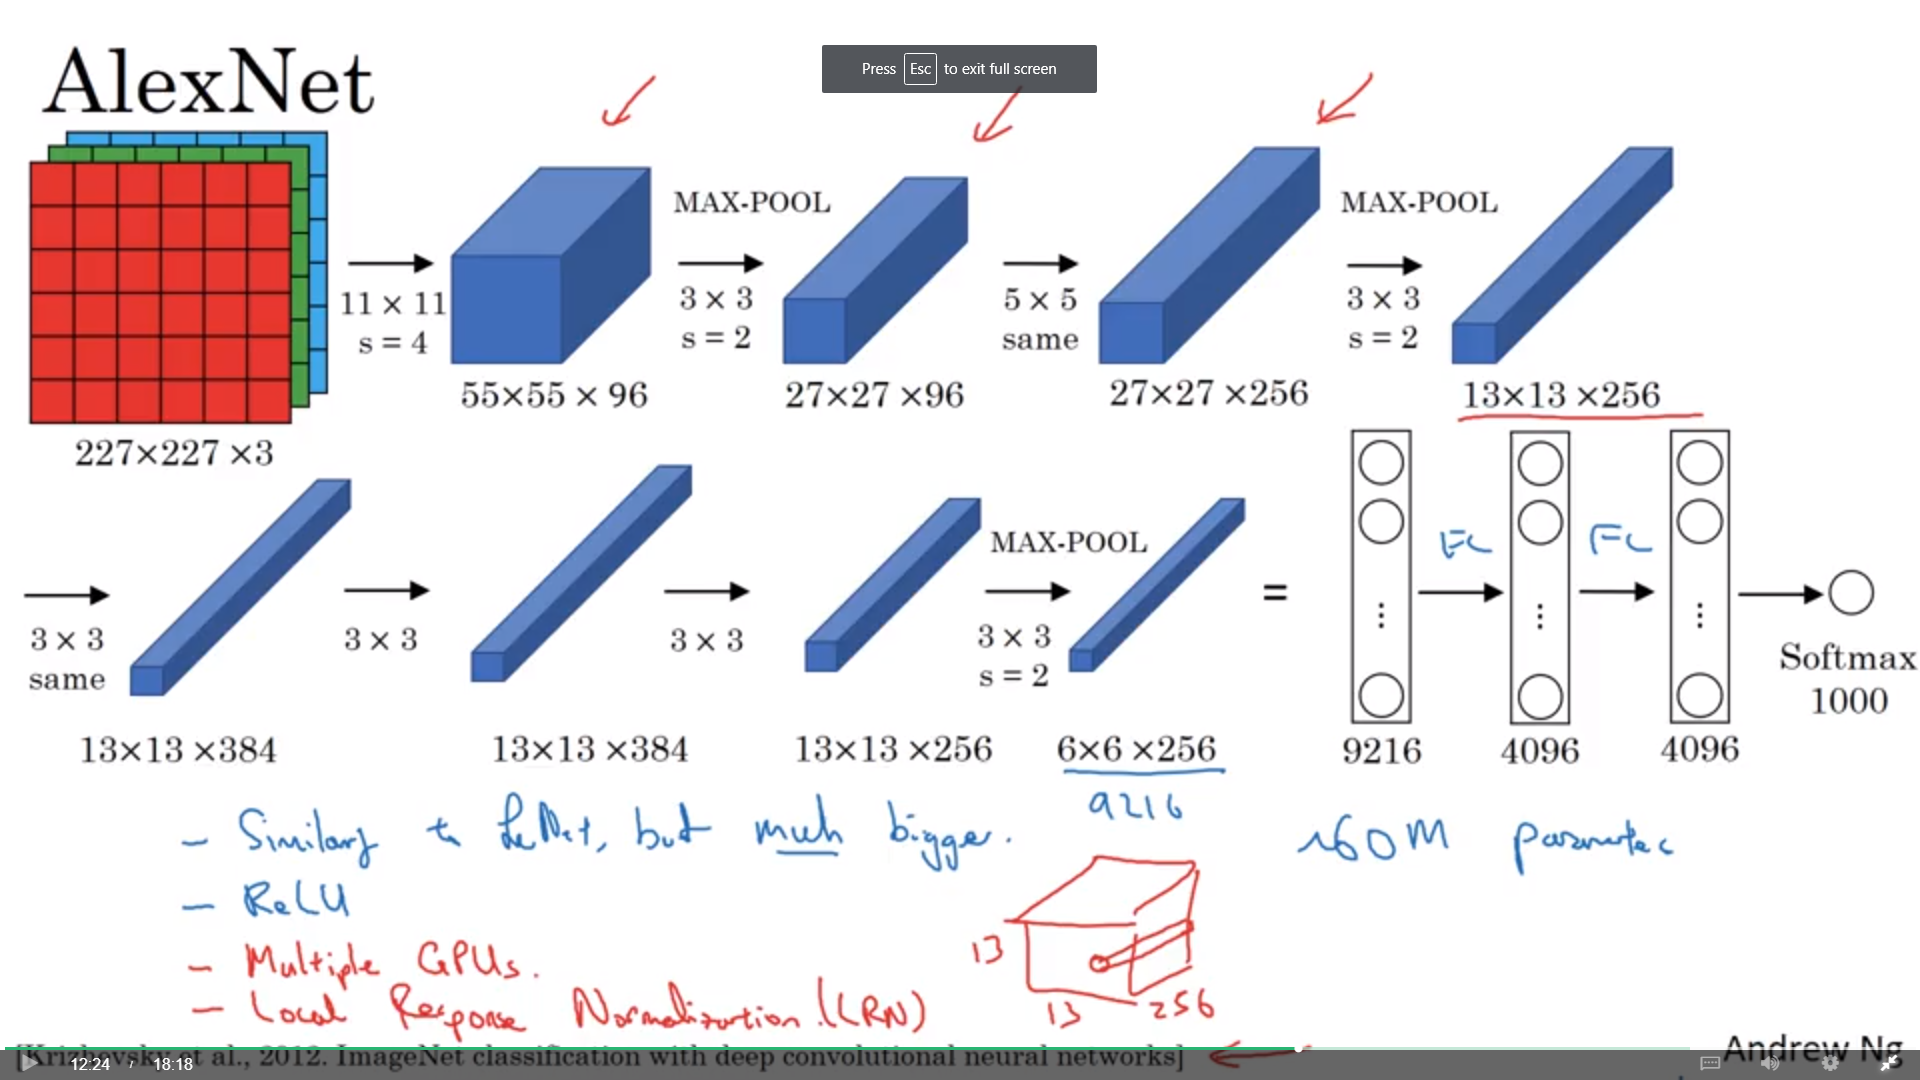 AlexNet
Press Esc to exit full screen
MAX-POOL
MAX-POOL
11 × 11
s = 4
3 × 3
s = 2
5 × 5
same
3 × 3
s = 2
55×55 × 96
27×27 ×96
27×27 ×256
13×13 ×256
227×227 ×3
MAX-POOL
FC
FC
3 × 3
same
3 × 3
3 × 3
3 × 3
s = 2
=
⋮
⋮
⋮
Softmax
1000
13×13 ×384
13×13 ×384
13×13 ×256
6×6 ×256
9216
4096
4096
9216
- Similarity to LeNet, but much bigger.
~60M parameters
- ReLU
- Multiple GPUs.
- Local Response Normalization (LRN)
13
13
256
[Krizhevsky et al., 2012. ImageNet classification with deep convolutional neural networks]
Andrew Ng
12:24 / 18:18